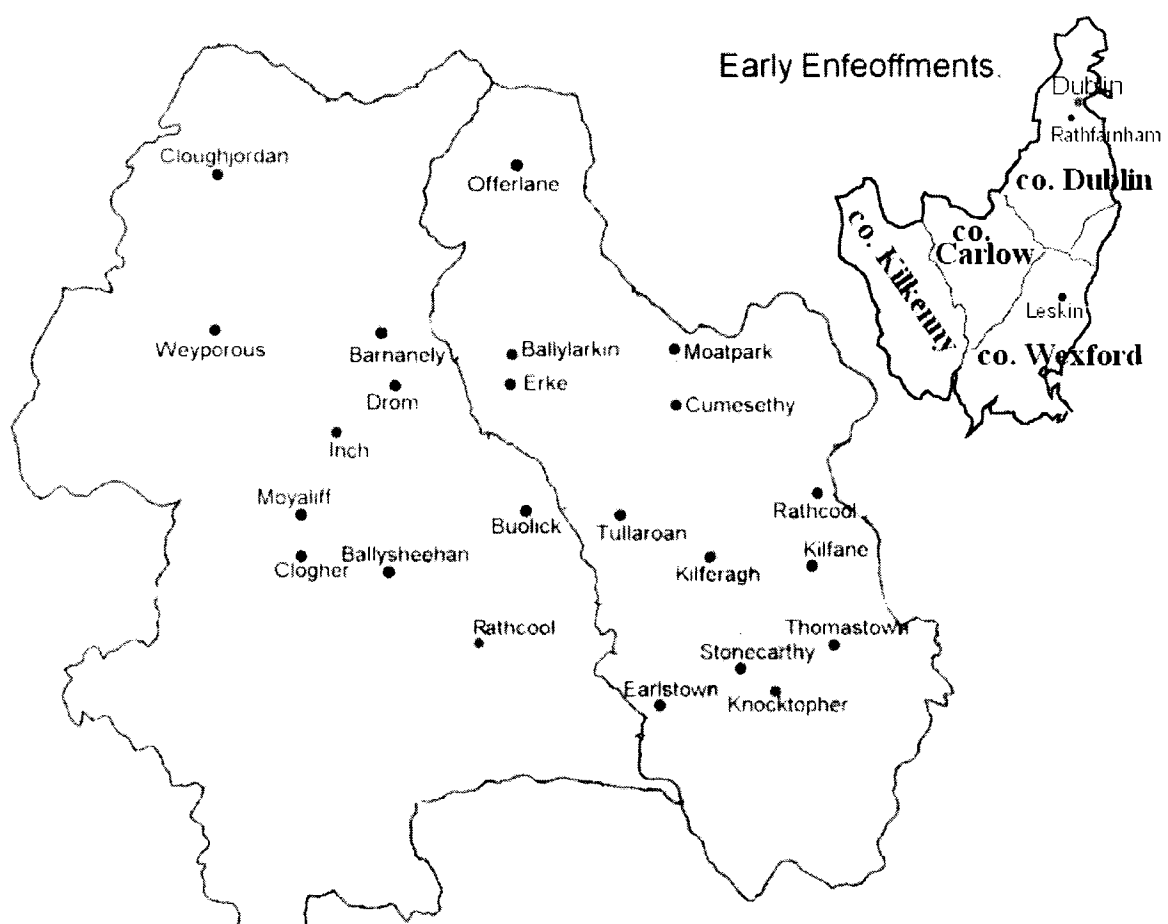 Early Enfeoffments.
Dublin
Rathfarnham
co. Dublin
co.
Carlow
co. Kilkenny
Leskin
co. Wexford
Cloughjordan
Offerlane
Weyporous
Barnanely
Ballylarkin
Moatpark
Drom
Erke
Cumesethy
Inch
Moyaliff
Buolick
Tullaroan
Rathcool
Clogher
Ballysheehan
Kilferagh
Kilfane
Rathcool
Thomastown
Stonecarthy
Earlstown
Knocktopher